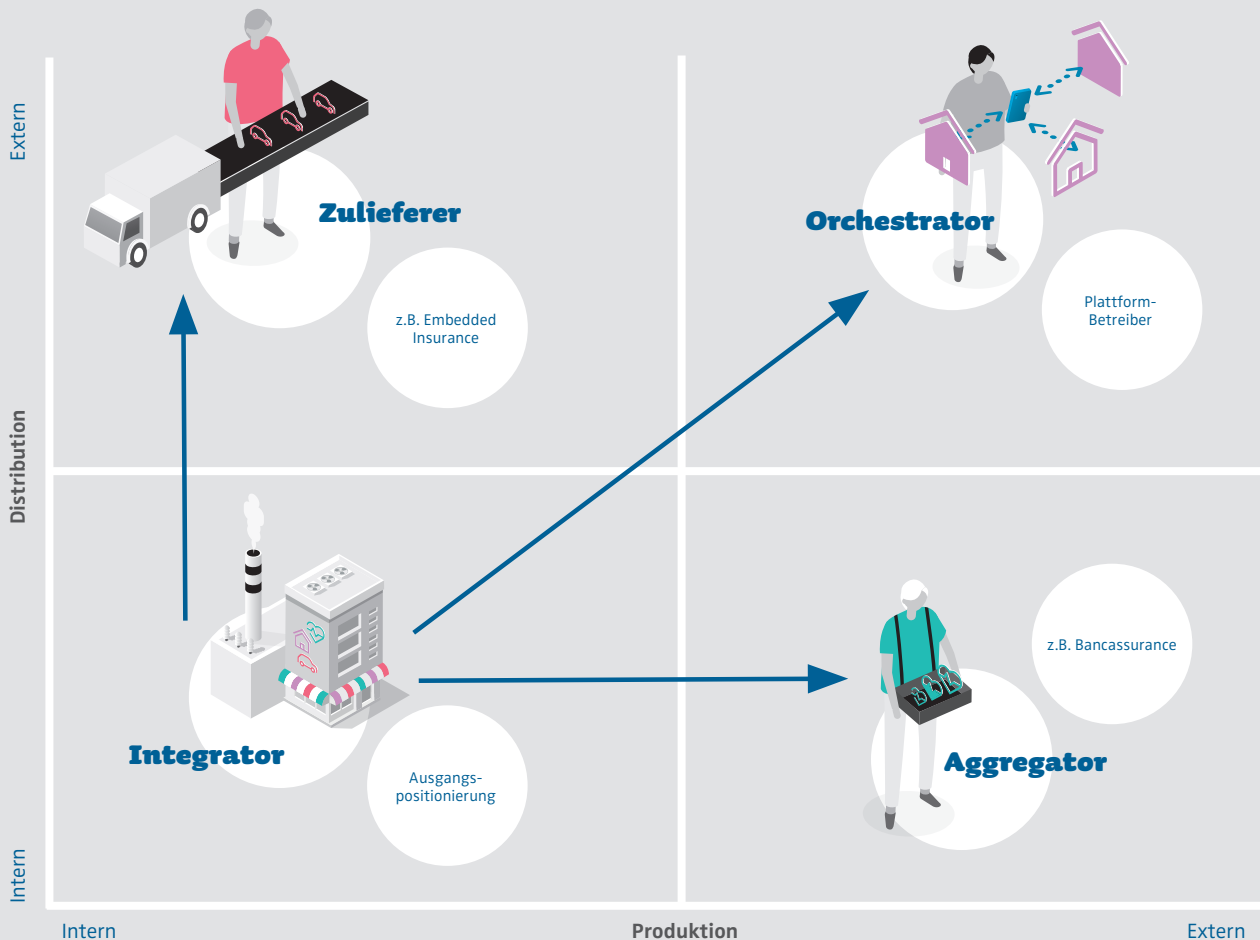 Extern
Zulieferer
z.B. Embedded
Insurance
Orchestrator
Plattform-
Betreiber
Distribution
Integrator
Ausgangs-
positionierung
z.B. Bancassurance
Aggregator
Intern
Intern
Produktion
Extern